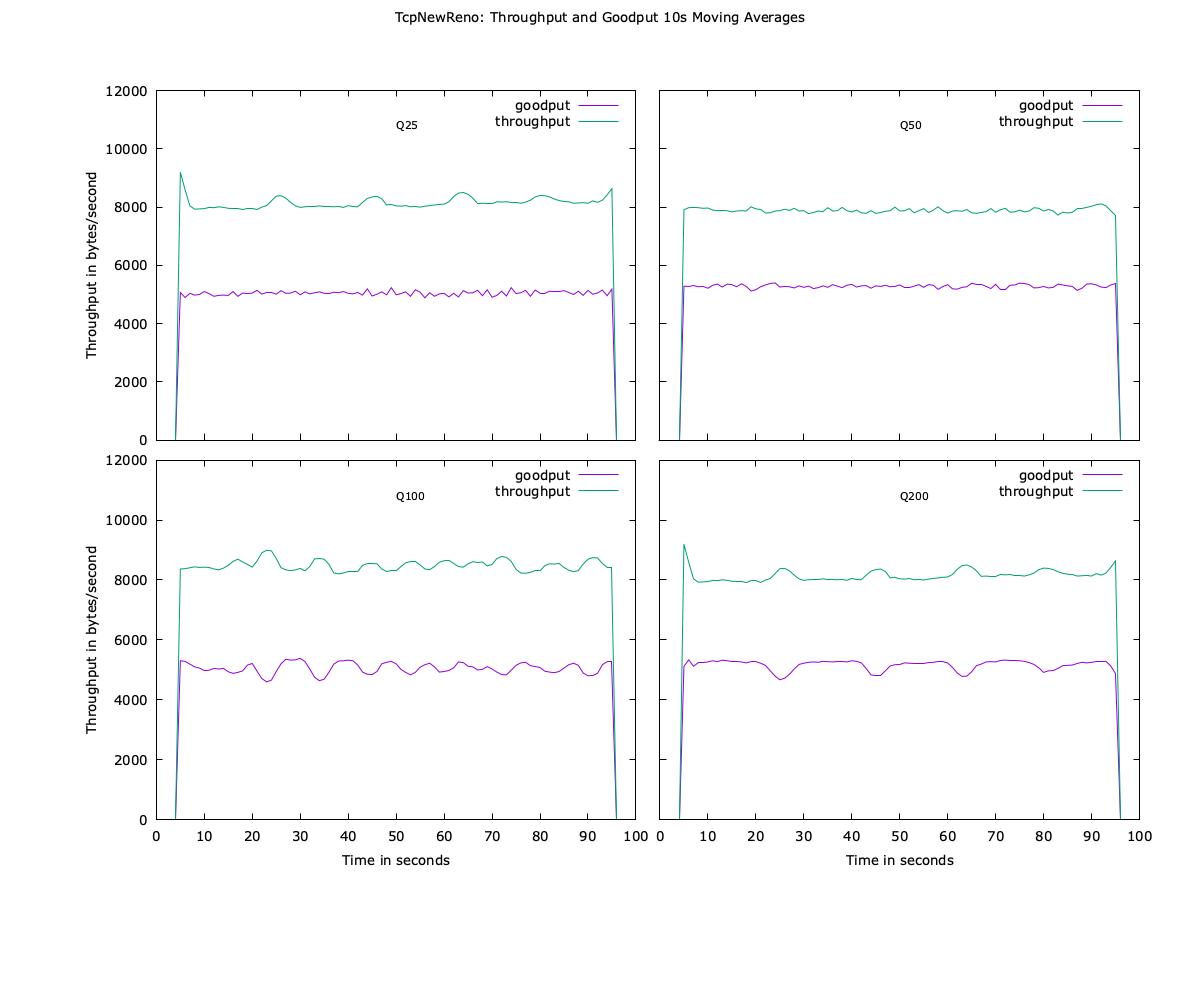 TcpNewReno: Throughput and Goodput 10s Moving Averages
12000
10000
8000
6000
4000
2000
0
Throughput in bytes/second
Q25
goodput
throughput
Q50
goodput
throughput
12000
10000
8000
6000
4000
2000
0
Throughput in bytes/second
Q100
goodput
throughput
Q200
goodput
throughput
0 10 20 30 40 50 60 70 80 90 100
10 20 30 40 50 60 70 80 90 100
Time in seconds
Time in seconds